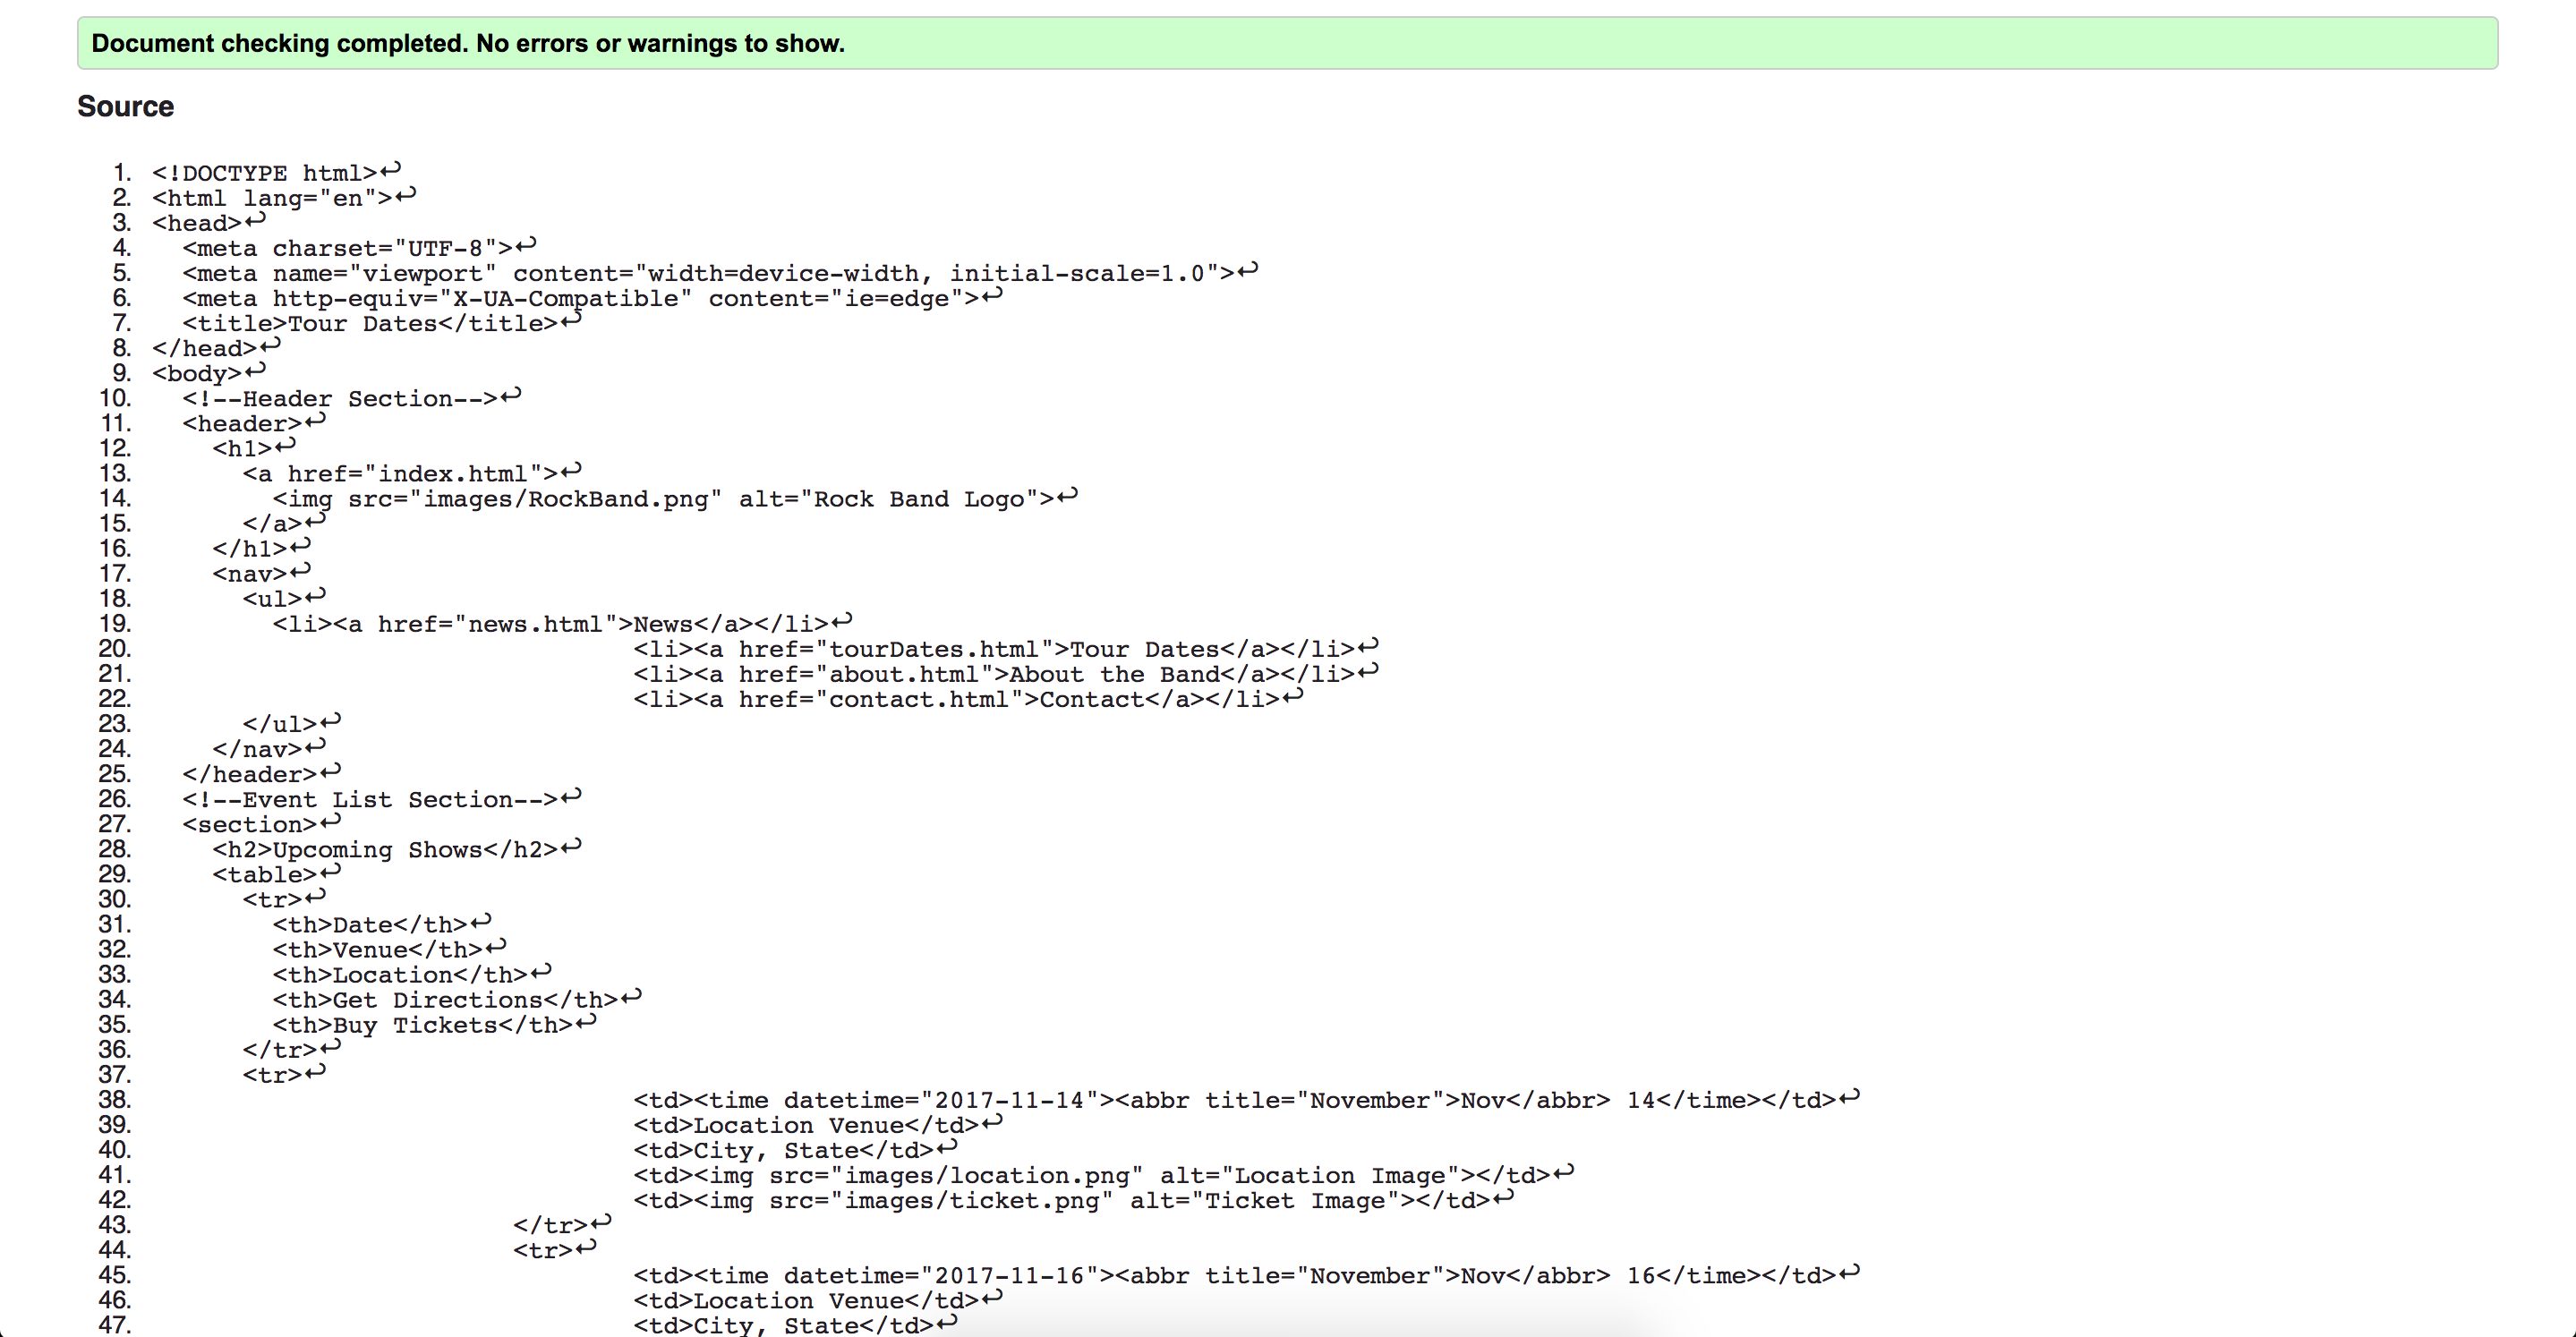 Document checking completed. No errors or warnings to show.
Source
1. <!DOCTYPE html>↩
2. <html lang="en">↩
3. <head>↩
4.   <meta charset="UTF-8">↩
5.   <meta name="viewport" content="width=device-width, initial-scale=1.0">↩
6.   <meta http-equiv="X-UA-Compatible" content="ie=edge">↩
7.   <title>Tour Dates</title>↩
8. </head>↩
9. <body>↩
10.   <!--Header Section-->↩
11.   <header>↩
12.     <h1>↩
13.       <a href="index.html">↩
14.         <img src="images/RockBand.png" alt="Rock Band Logo">↩
15.       </a>↩
16.     </h1>↩
17.     <nav>↩
18.       <ul>↩
19.         <li><a href="news.html">News</a></li>↩
20.                                 <li><a href="tourDates.html">Tour Dates</a></li>↩
21.                                 <li><a href="about.html">About the Band</a></li>↩
22.                                 <li><a href="contact.html">Contact</a></li>↩
23.       </ul>↩
24.     </nav>↩
25.   </header>↩
26.   <!--Event List Section-->↩
27.   <section>↩
28.     <h2>Upcoming Shows</h2>↩
29.     <table>↩
30.       <tr>↩
31.         <th>Date</th>↩
32.         <th>Venue</th>↩
33.         <th>Location</th>↩
34.         <th>Get Directions</th>↩
35.         <th>Buy Tickets</th>↩
36.       </tr>↩
37.       <tr>↩
38.                                 <td><time datetime="2017-11-14"><abbr title="November">Nov</abbr> 14</time></td>↩
39.                                 <td>Location Venue</td>↩
40.                                 <td>City, State</td>↩
41.                                 <td><img src="images/location.png" alt="Location Image"></td>↩
42.                                 <td><img src="images/ticket.png" alt="Ticket Image"></td>↩
43.                         </tr>↩
44.                         <tr>↩
45.                                 <td><time datetime="2017-11-16"><abbr title="November">Nov</abbr> 16</time></td>↩
46.                                 <td>Location Venue</td>↩
47.                                 <td>City, State</td>↩